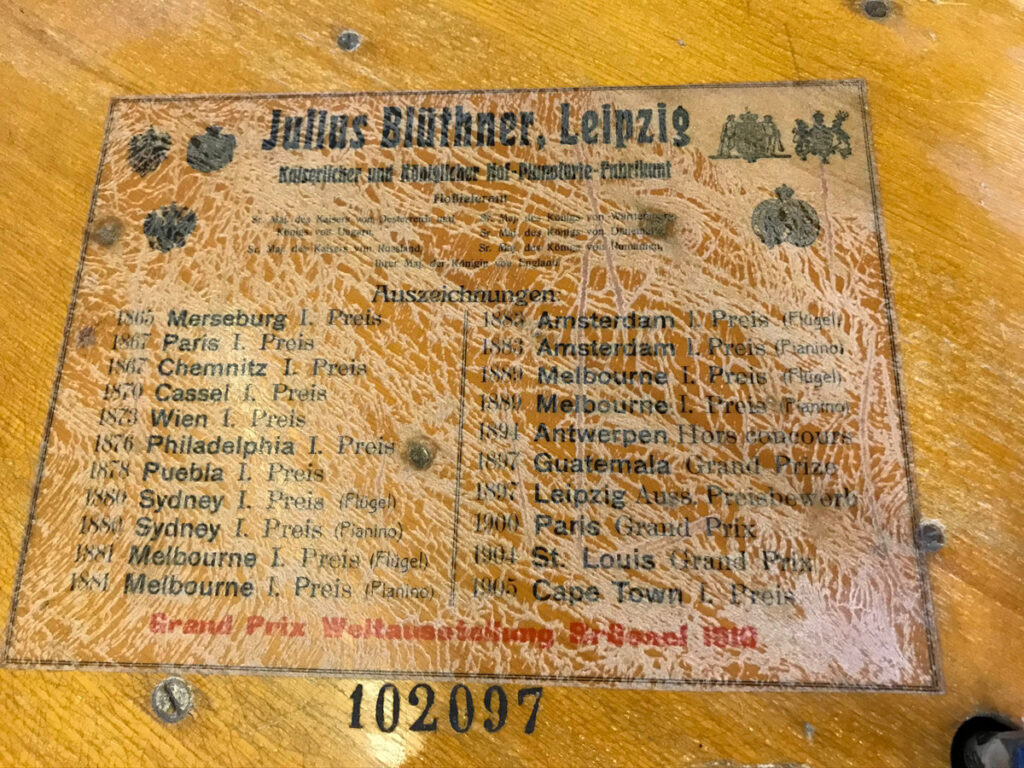 Julius Blüthner, Leipzig
Kaiserlicher und Königlicher Hof-Pianoforte-Fabrikant
Hoflieferant
Sr. Maj. des Kaisers von Oesterreich und
Königs von Ungarn,
Sr. Maj. des Kaisers von Russland,
Sr. Maj. des Königs von Württemberg,
Sr. Maj. des Königs von Dänemark,
Sr. Maj. des Königs von Rumänien,
Ihrer Maj. der Königin von England
Auszeichnungen:
1865 Merseburg I. Preis
1867 Paris I. Preis
1867 Chemnitz I. Preis
1870 Cassel I. Preis
1873 Wien I. Preis
1876 Philadelphia I. Preis
1878 Puebla I. Preis
1880 Sydney I. Preis (Flügel)
1880 Sydney I. Preis (Pianino)
1881 Melbourne I. Preis (Flügel)
1881 Melbourne I. Preis (Pianino)
1883 Amsterdam I. Preis (Flügel)
1883 Amsterdam I. Preis (Pianino)
1889 Melbourne I. Preis (Flügel)
1889 Melbourne I. Preis (Pianino)
1894 Antwerpen Hors concours
1897 Guatemala Grand Prize
1897 Leipzig Auss. Preisbewerb
1900 Paris Grand Prix
1904 St. Louis Grand Prix
1905 Cape Town I. Preis
Grand Prix Weltausstellung Brüssel 1910
102097